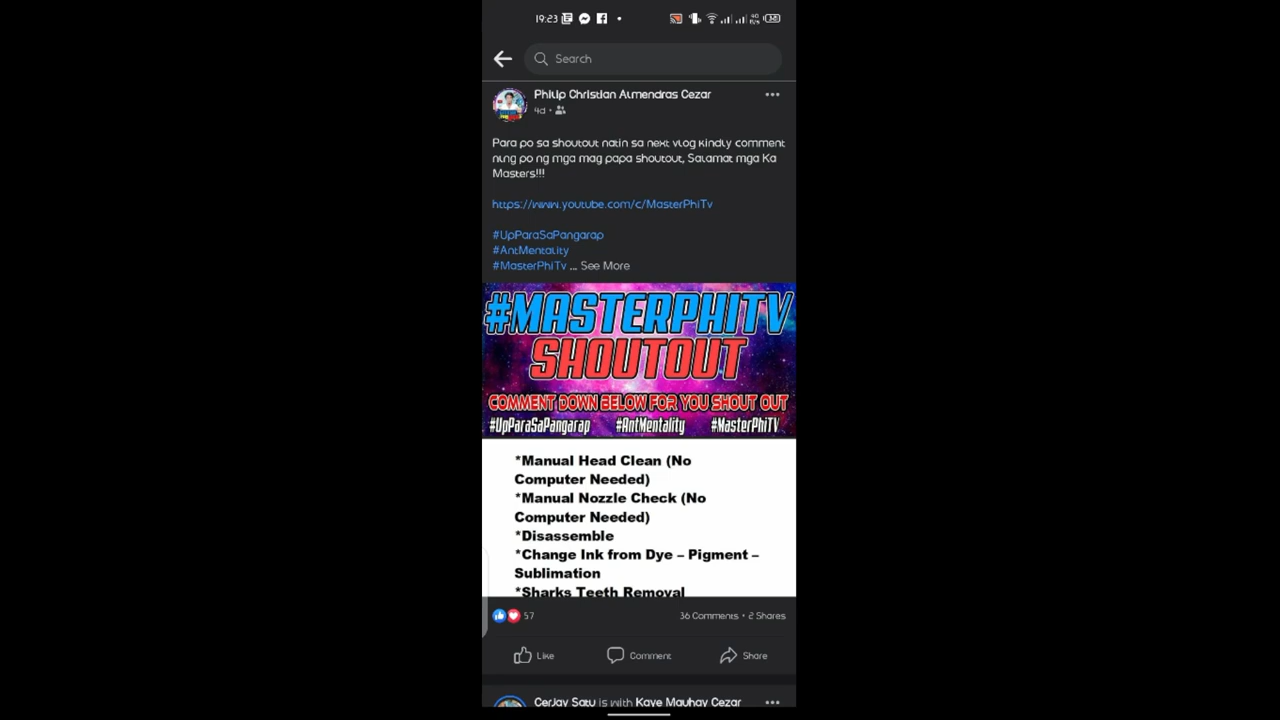 19:23
Search
Philip Christian Almendras Cezar
4d
Para po sa shoutout natin sa next vlog kindly comment
nlng po ng mga mag papa shoutout, Salamat mga Ka
Masters!!!
https://www.youtube.com/c/MasterPhiTv
#UpParaSaPangarap
#AntMentality
#MasterPhiTv ... See More
#MASTERPHITV
SHOUTOUT
COMMENT DOWN BELOW FOR YOU SHOUT OUT
#UpParaSaPangarap #AntMentality #MasterPhiTV
*Manual Head Clean (No
Computer Needed)
*Manual Nozzle Check (No
Computer Needed)
*Disassemble
*Change Ink from Dye – Pigment –
Sublimation
*Sharks Teeth Removal
57 36 Comments • 2 Shares
Like Comment Share
CerJay Satu is with Kaye Mauhay Cezar